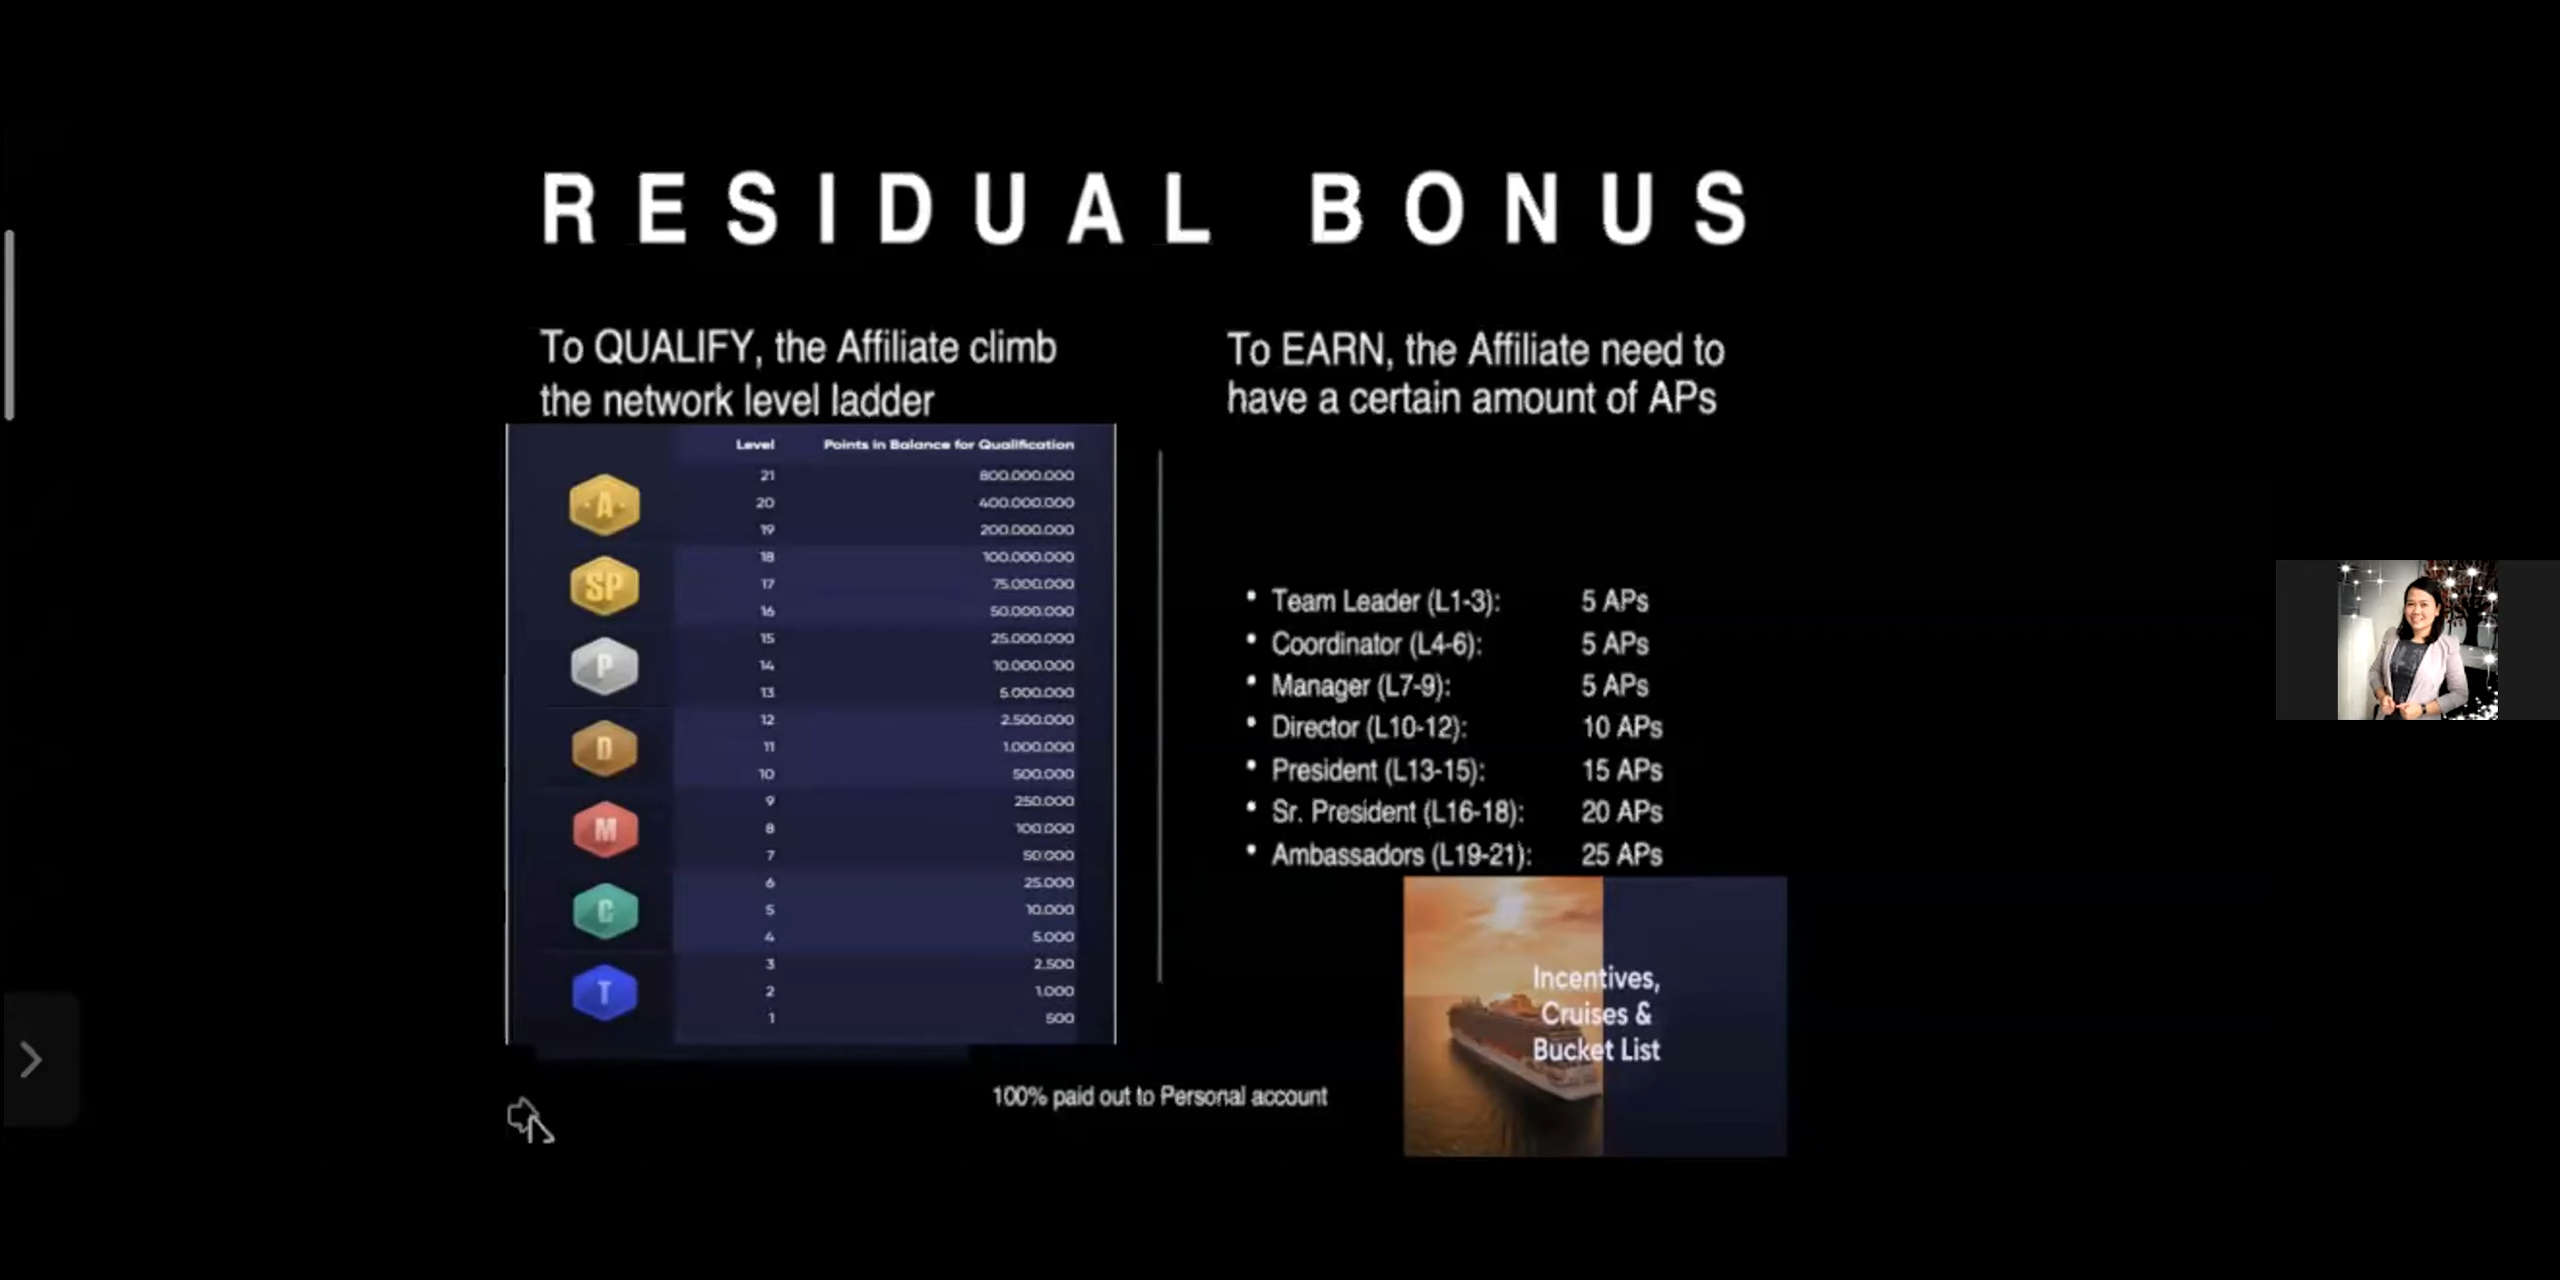 RESIDUAL BONUS
To QUALIFY, the Affiliate climb
the network level ladder
Level Points in Balance for Qualification
A
21 800.000.000
20 400.000.000
19 200.000.000
SP
18 100.000.000
17 75.000.000
16 50.000.000
P
15 25.000.000
14 10.000.000
13 5.000.000
D
12 2.500.000
11 1.000.000
10 500.000
M
9 250.000
8 100.000
7 50.000
C
6 25.000
5 10.000
4 5.000
T
3 2.500
2 1.000
1 500
To EARN, the Affiliate need to
have a certain amount of APs
• Team Leader (L1-3): 5 APs
• Coordinator (L4-6): 5 APs
• Manager (L7-9): 5 APs
• Director (L10-12): 10 APs
• President (L13-15): 15 APs
• Sr. President (L16-18): 20 APs
• Ambassadors (L19-21): 25 APs
Incentives,
Cruises &
Bucket List
100% paid out to Personal account